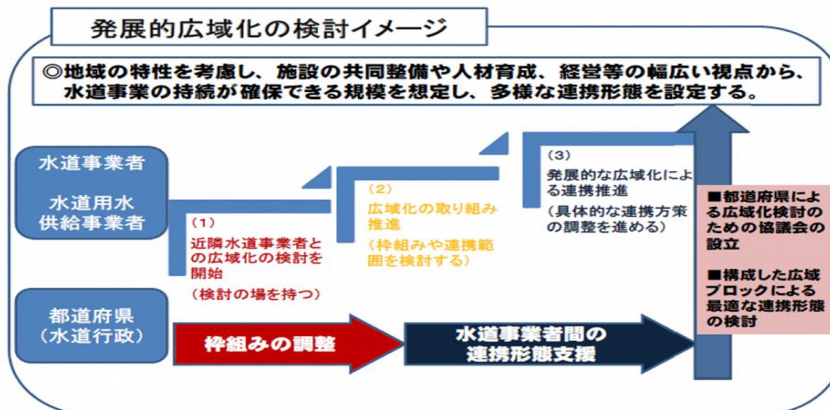 発展的広域化の検討イメージ
◎地域の特性を考慮し、施設の共同整備や人材育成、経営等の幅広い視点から、
水道事業の持続が確保できる規模を想定し、多様な連携形態を設定する。
水道事業者
水道用水
供給事業者
(1)
近隣水道事業者と
の広域化の検討を
開始
(検討の場を持つ)
(2)
広域化の取り組み
推進
(枠組みや連携範
囲を検討する)
(3)
発展的な広域化によ
る連携推進
(具体的な連携方策
の調整を進める)
■都道府県によ
る広域化検討の
ための協議会の
設立
■構成した広域
ブロックによる
最適な連携形態
の検討
都道府県
(水道行政)
枠組みの調整
水道事業者間の
連携形態支援